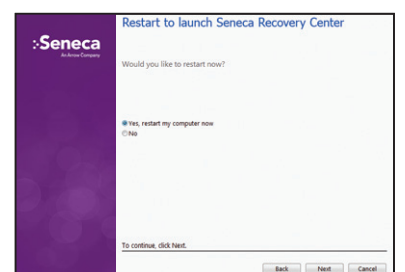 Restart to launch Seneca Recovery Center
:·Seneca
An Arrow Company
Would you like to restart now?
Yes, restart my computer now
No
To continue, click Next.
Back Next Cancel